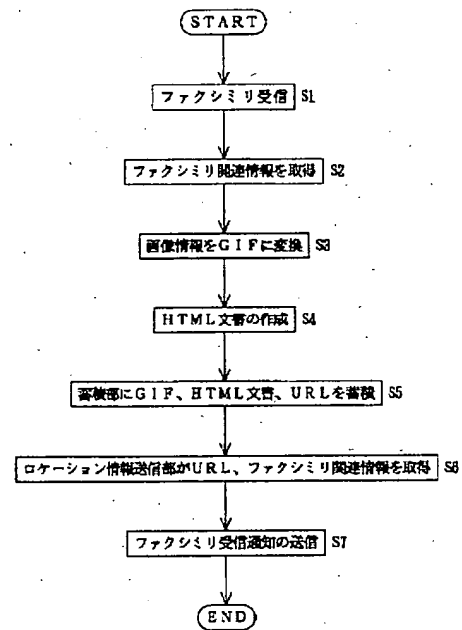 START
ファクシミリ受信 S1
ファクシミリ関連情報を取得 S2
画像情報をGIFに変換 S3
HTML文書の作成 S4
蓄積部にGIF、HTML文書、URLを蓄積 S5
ロケーション情報送信部がURL、ファクシミリ関連情報を取得 S6
ファクシミリ受信通知の送信 S7
END